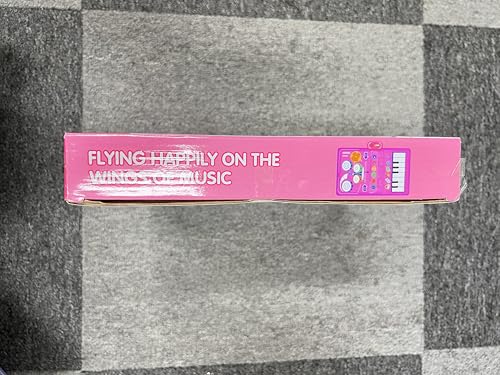 FLYING HAPPILY ON THE
WINGS OF MUSIC